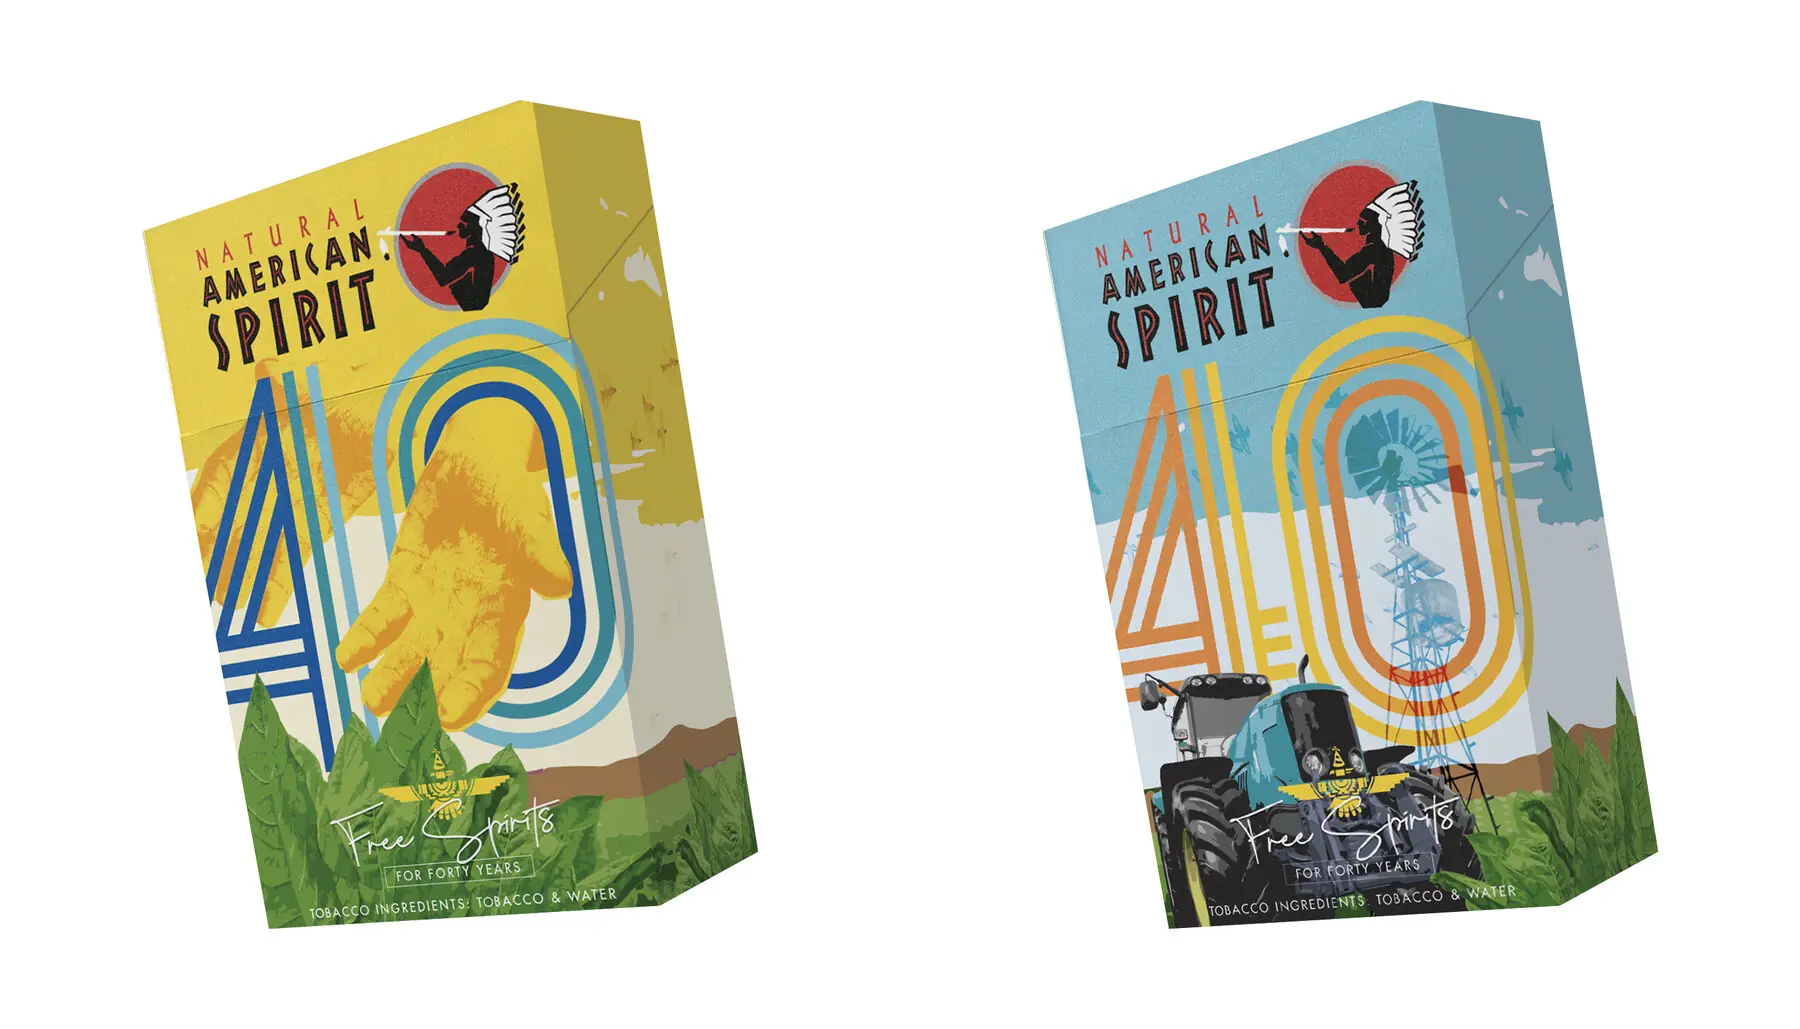 NATURAL
AMERICAN
SPIRIT
40
Free Spirits
FOR FORTY YEARS
TOBACCO INGREDIENTS: TOBACCO & WATER
NATURAL
AMERICAN
SPIRIT
40
Free Spirits
FOR FORTY YEARS
TOBACCO INGREDIENTS: TOBACCO & WATER